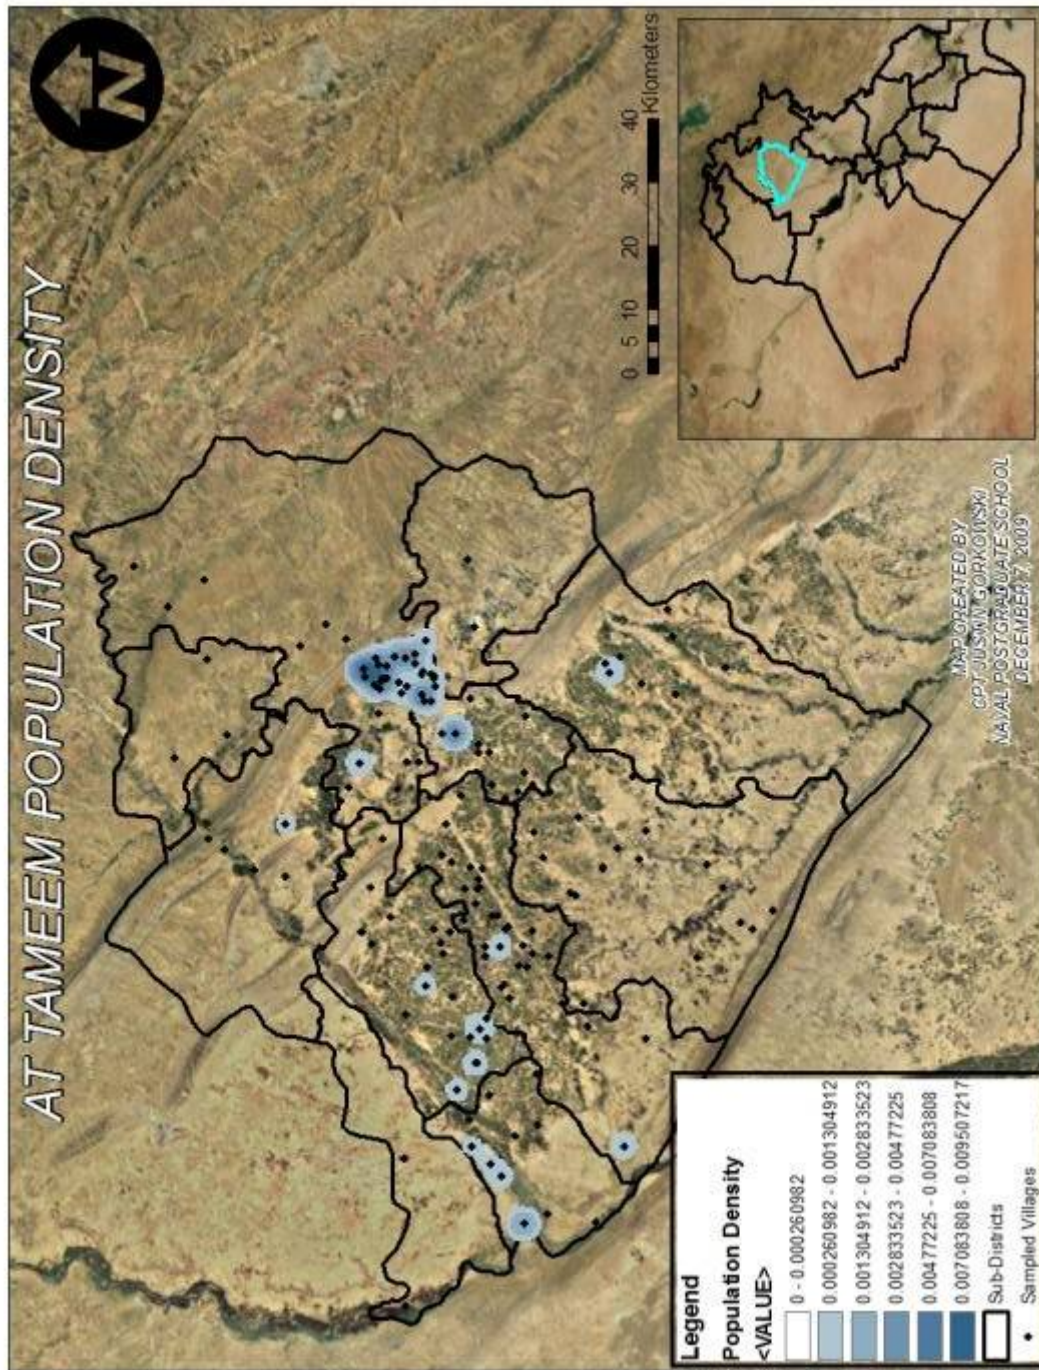 AT TAMEEM POPULATION DENSITY
N
0 5 10 20 30 40
Kilometers
MAP CREATED BY
CPT JUSTIN GORKOWSKI
NAVAL POSTGRADUATE SCHOOL
DECEMBER 7, 2009
Legend
Population Density
<VALUE>
0 - 0.000260982
0.000260982 - 0.001304912
0.001304912 - 0.002833523
0.002833523 - 0.00477225
0.00477225 - 0.007083808
0.007083808 - 0.009507217
Sub-Districts
Sampled Villages